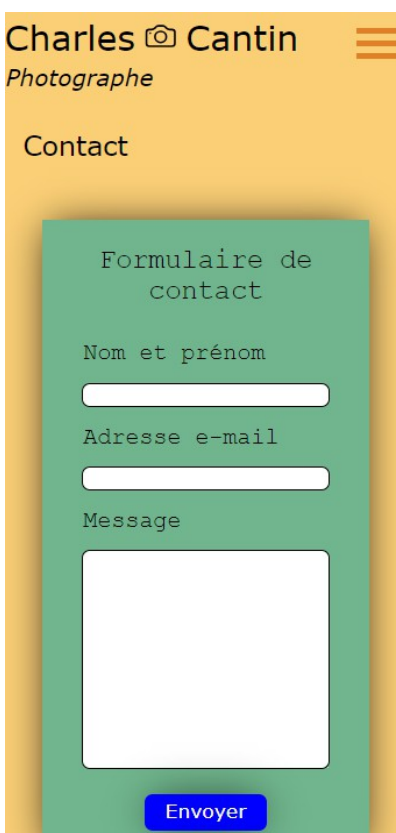 Charles Cantin
Photographe
Contact
Formulaire de
contact
Nom et prénom
Adresse e-mail
Message
Envoyer